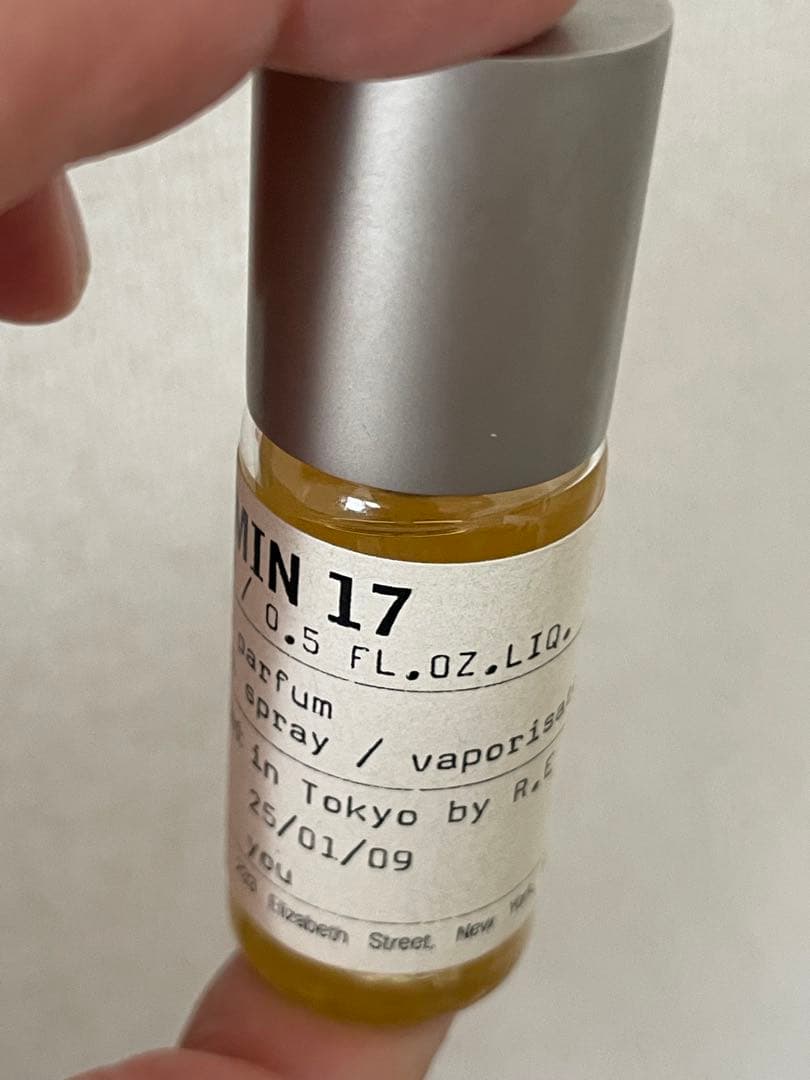 MIN 17
/ 0.5 FL.OZ.LIQ.
parfum
spray / vaporisa
in Tokyo by R.E
25/01/09
you
Elizabeth Street, New York